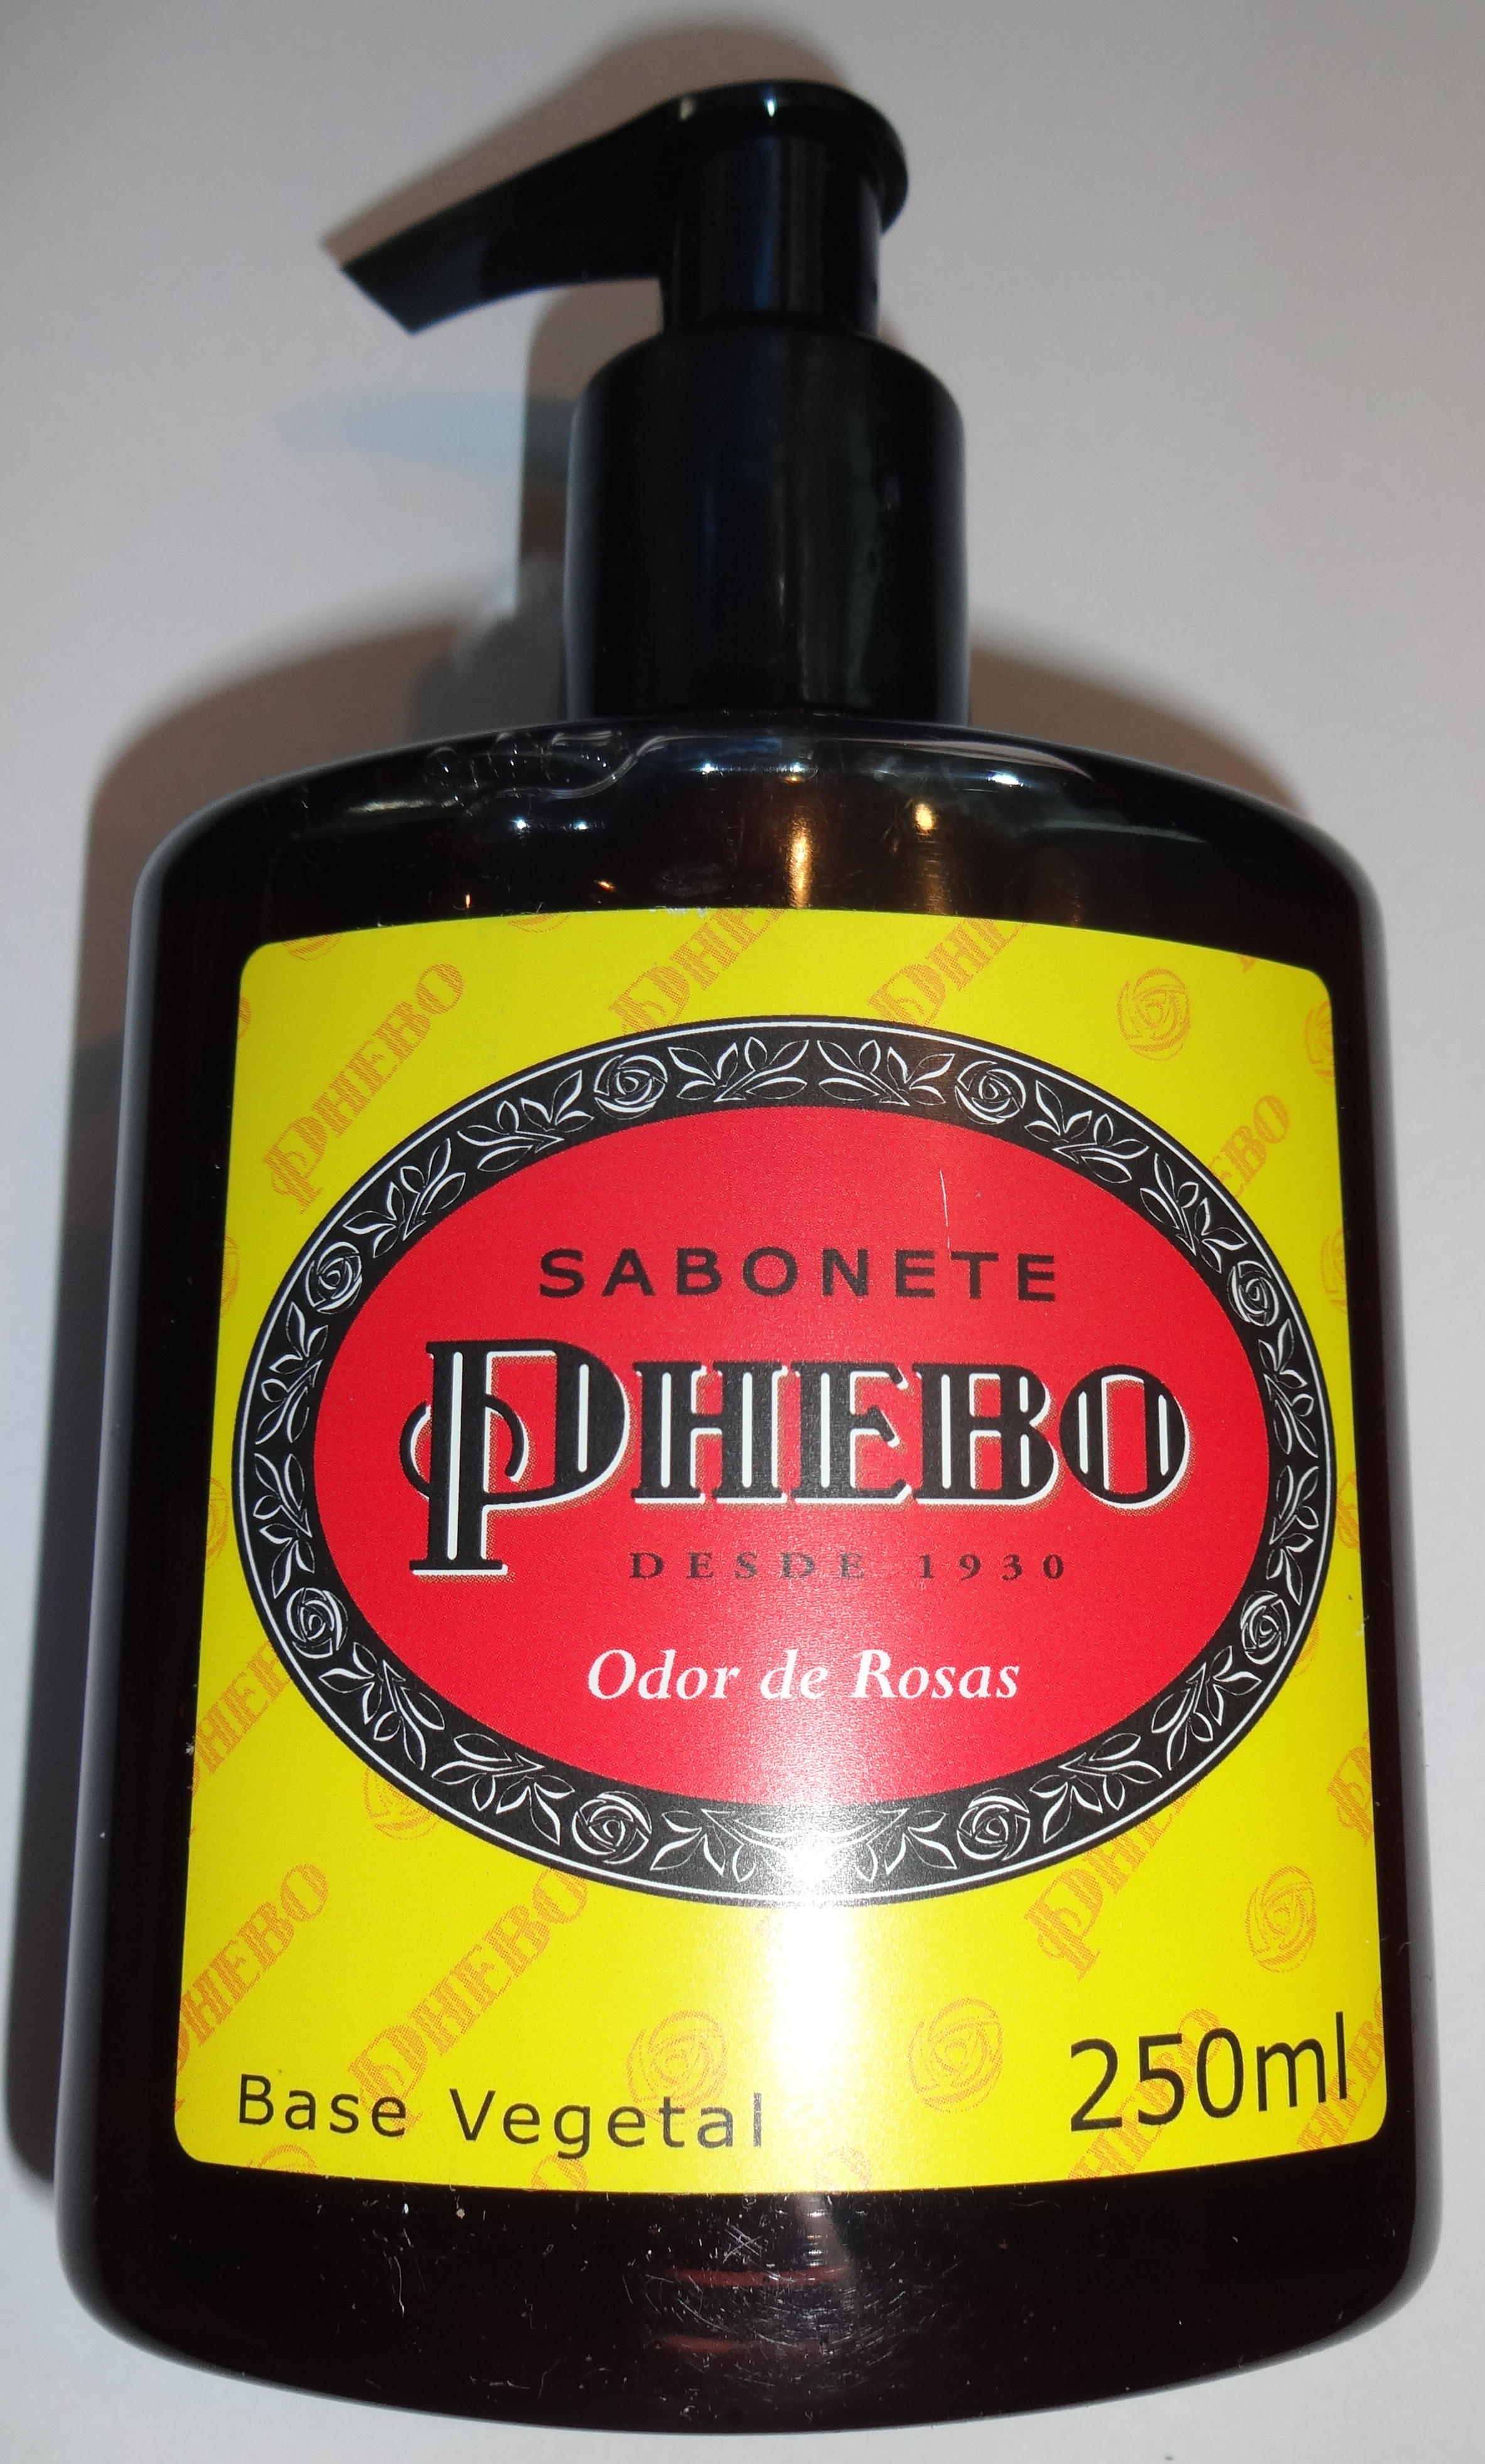 SABONETE
PHEBO
DESDE 1930
Odor de Rosas
Base Vegetal
250ml